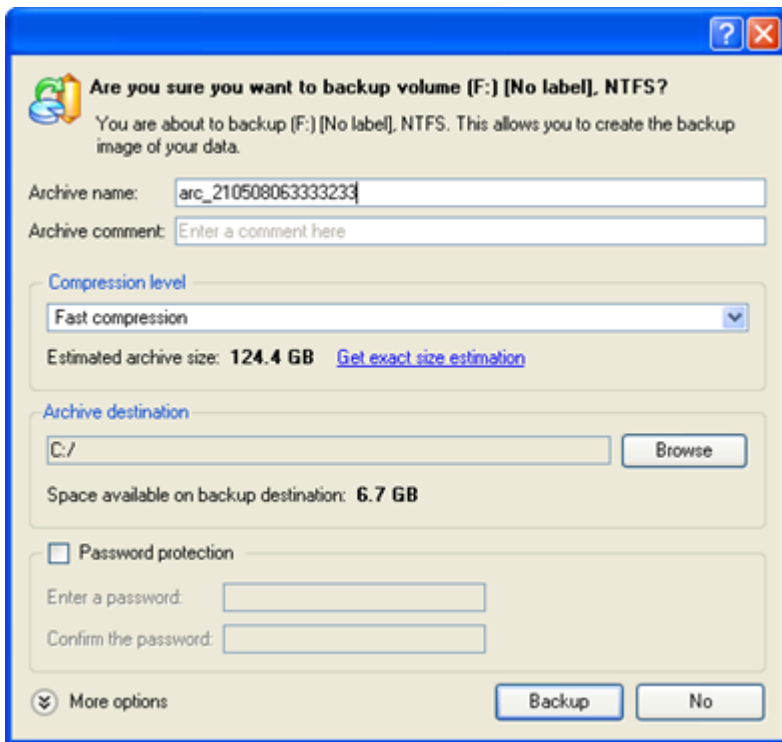 Are you sure you want to backup volume (F:) [No label], NTFS?
You are about to backup (F:) [No label], NTFS. This allows you to create the backup
image of your data.
Archive name: arc_210508063333233
Archive comment: Enter a comment here
Compression level
Fast compression
Estimated archive size: 124.4 GB Get exact size estimation
Archive destination
C:/ Browse
Space available on backup destination: 6.7 GB
Password protection
Enter a password:
Confirm the password:
More options Backup No